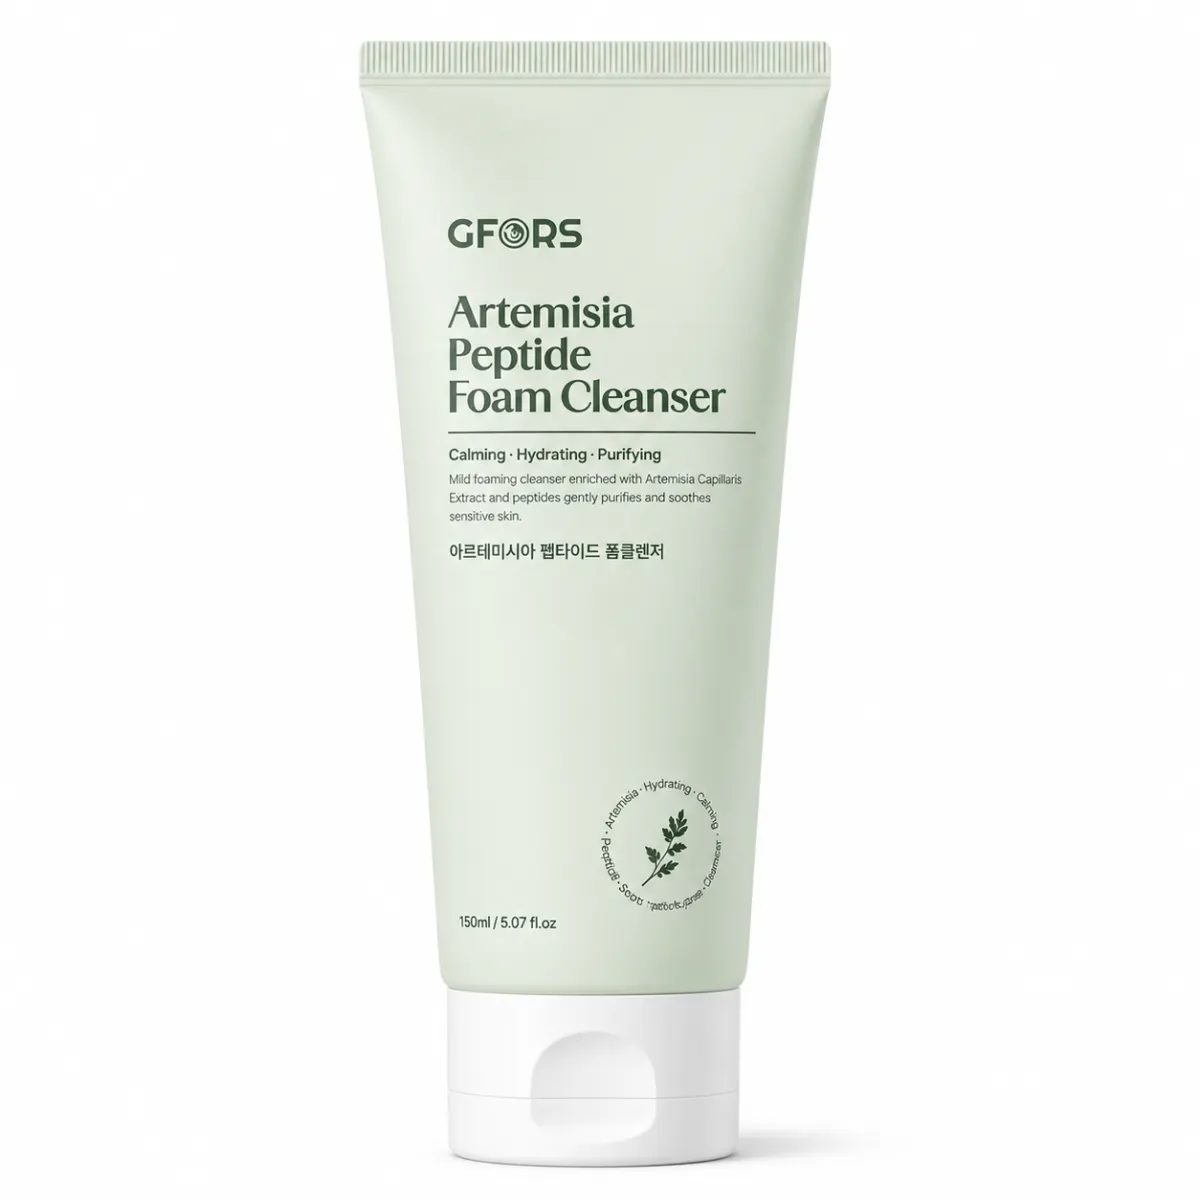 GFORS
Artemisia
Peptide
Foam Cleanser
Calming · Hydrating · Purifying
Mild foaming cleanser enriched with Artemisia Capillaris
Extract and peptides gently purifies and soothes
sensitive skin.
아르테미시아 펩타이드 폼클렌저
· Artemisia · Hydrating · Calming ·
150ml / 5.07 fl.oz